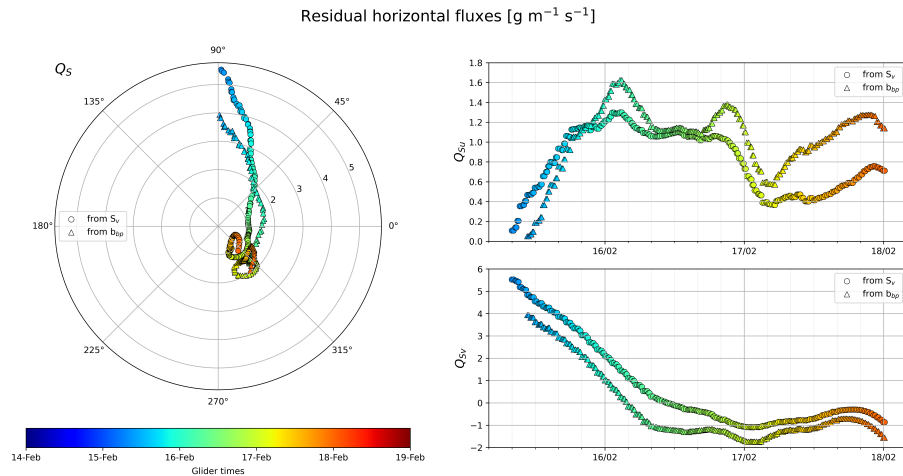 Residual horizontal fluxes [g m⁻¹ s⁻¹]
Q_S
90°
135°
45°
180°
0°
225°
315°
270°
2
3
4
5
from S_v
from b_bp
14-Feb
15-Feb
16-Feb
17-Feb
18-Feb
19-Feb
Glider times
Q_Su
1.8
1.6
1.4
1.2
1.0
0.8
0.6
0.4
0.2
0.0
16/02
17/02
18/02
from S_v
from b_bp
Q_Sv
6
5
4
3
2
1
0
−1
−2
16/02
17/02
18/02
from S_v
from b_bp